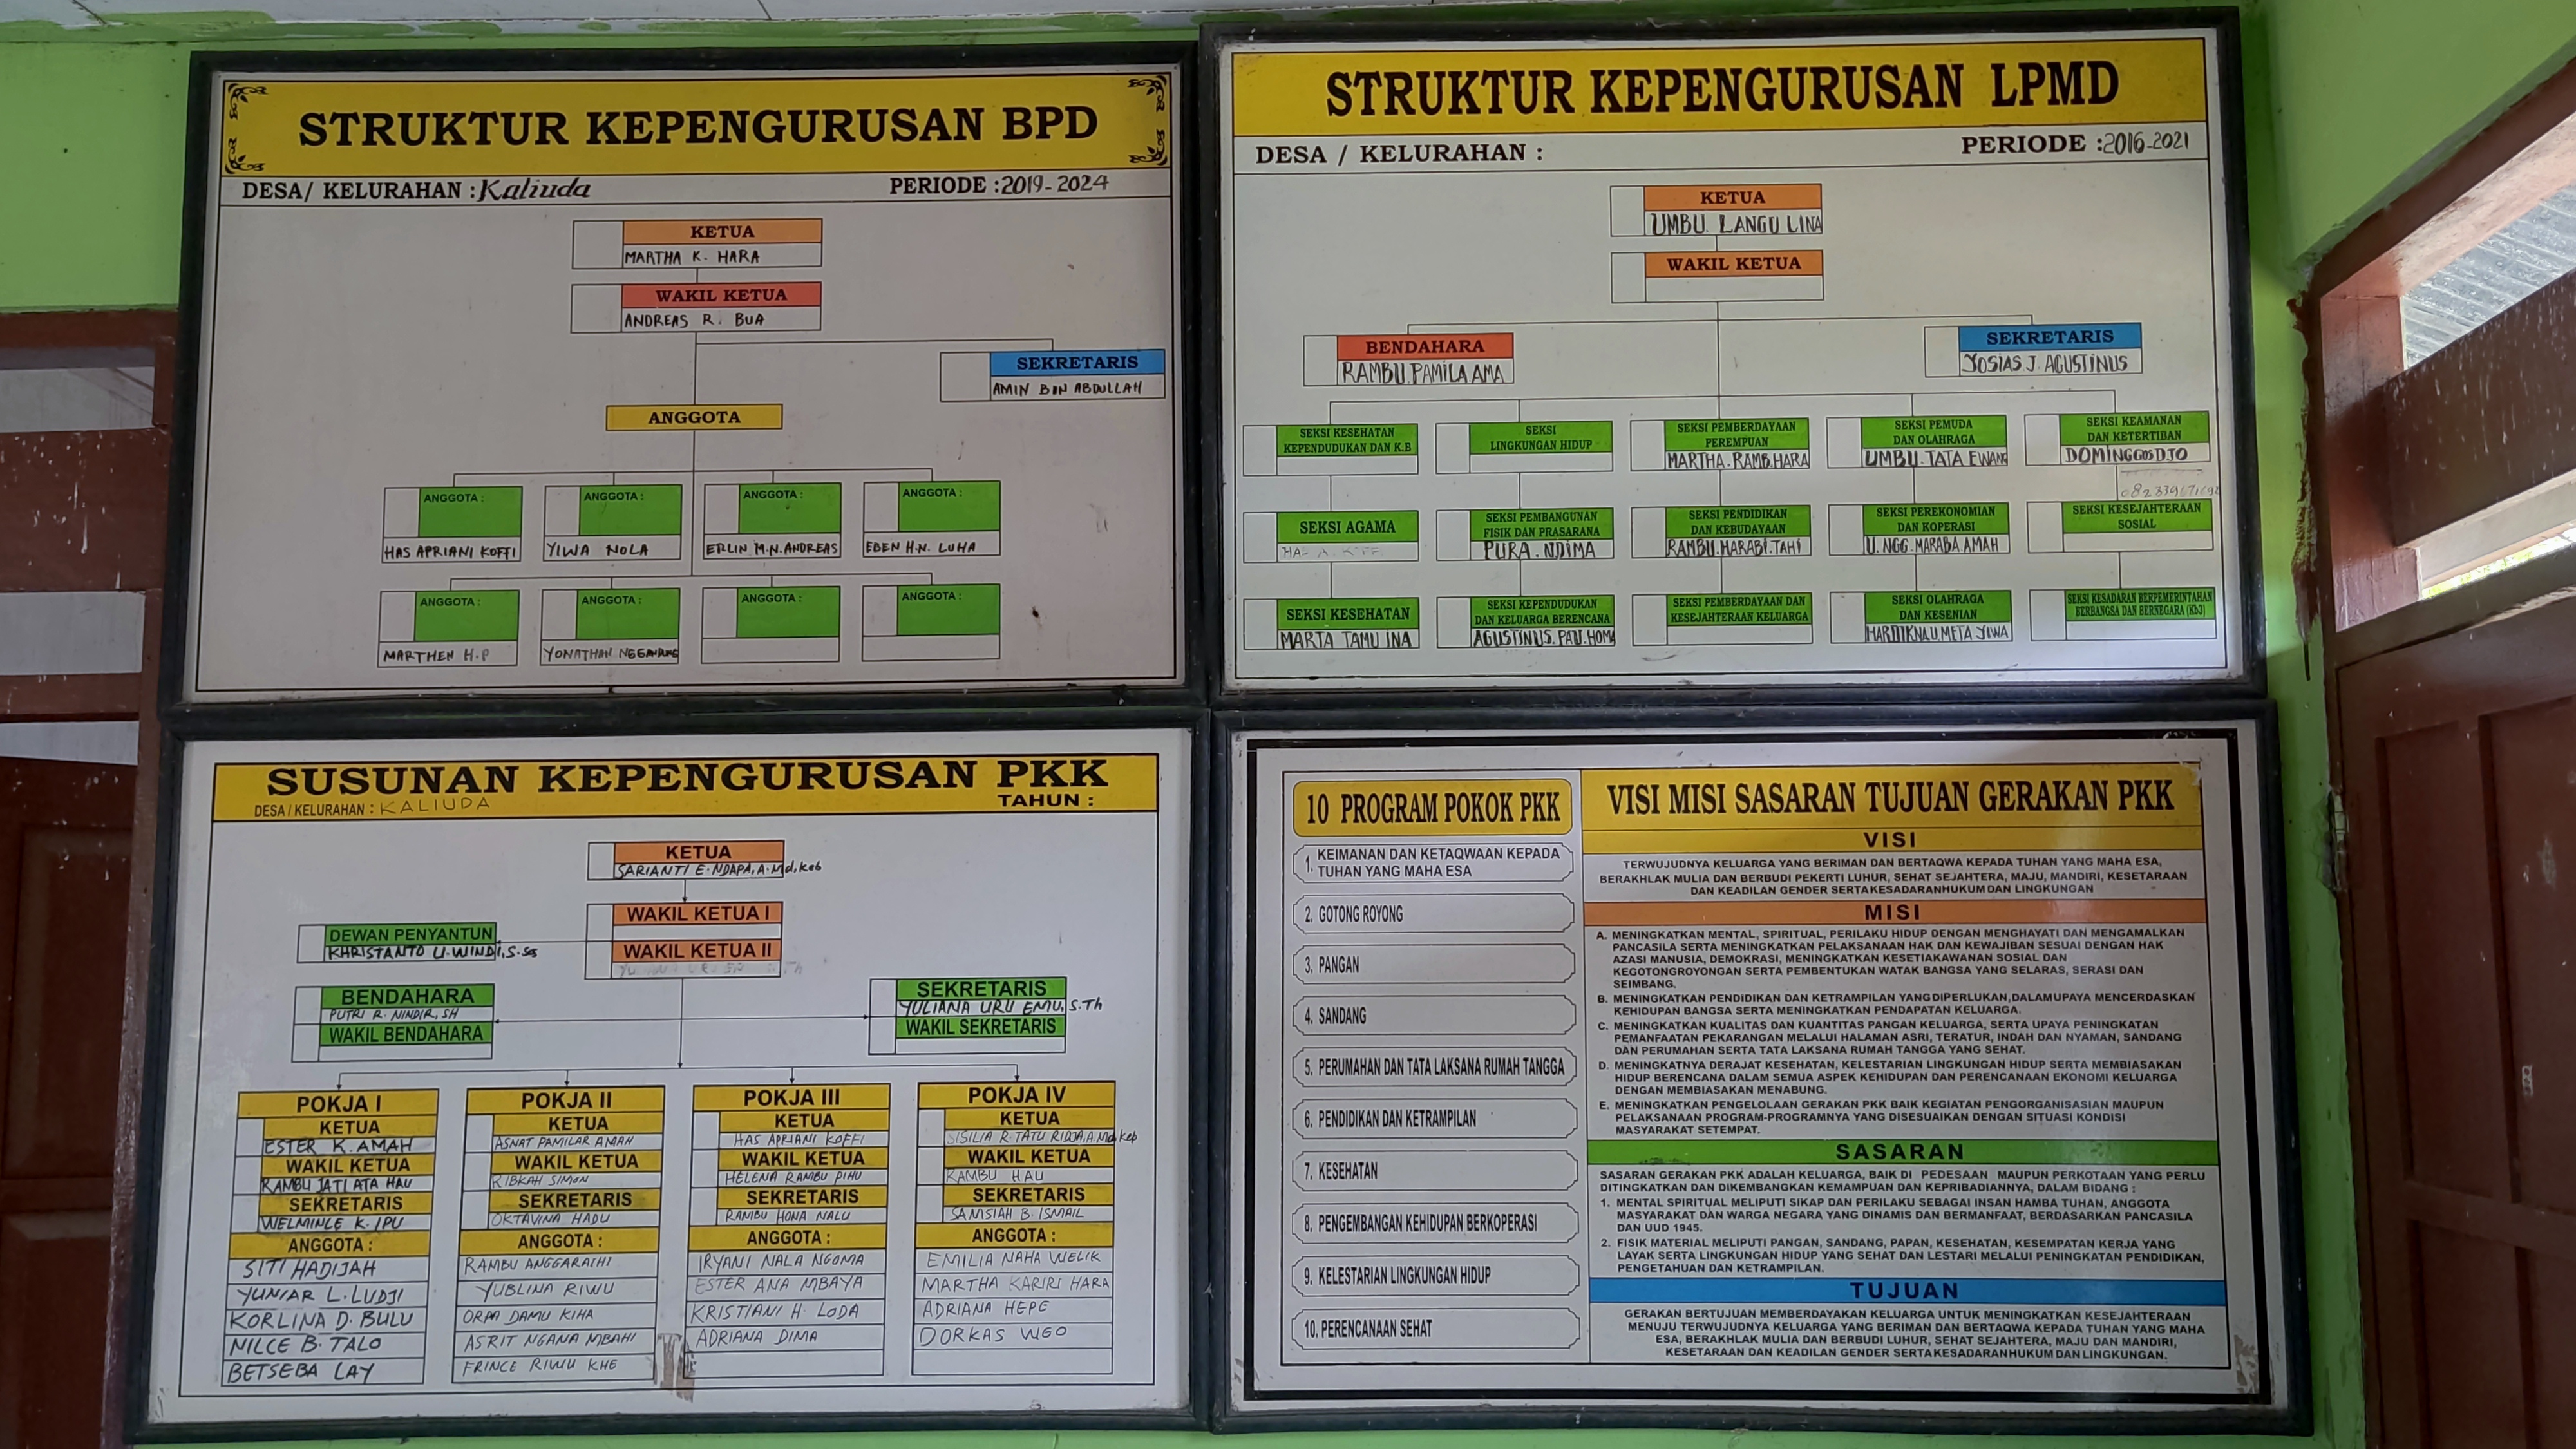 STRUKTUR KEPENGURUSAN BPD
DESA/ KELURAHAN : Kaliuda
PERIODE : 2019-2024
KETUA
MARTHA K. HARA
WAKIL KETUA
ANDREAS R. BUA
SEKRETARIS
AMIN BIN ABDULLAH
ANGGOTA
ANGGOTA : ANGGOTA : ANGGOTA : ANGGOTA :
HAS APRIANI KOFFI YIWA NOLA ERLIN M.N. ANDREAS EBEN H.N. LUHA
ANGGOTA : ANGGOTA : ANGGOTA : ANGGOTA :
MARTHEN H.P YONATHAN
STRUKTUR KEPENGURUSAN LPMD
DESA / KELURAHAN :
PERIODE : 2016-2021
KETUA
UMBU. LANGU LINA
WAKIL KETUA
BENDAHARA
RAMBU. PAMILA AMA
SEKRETARIS
YOSIAS J. AGUSTINUS
SEKSI KESEHATAN
KEPENDUDUKAN DAN K.B
SEKSI
LINGKUNGAN HIDUP
SEKSI PEMBERDAYAAN
PEREMPUAN
MARTHA. RAMB. HARA
SEKSI PEMUDA
DAN OLAHRAGA
UMBU. TATA EWANG
SEKSI KEAMANAN
DAN KETERTIBAN
DOMINGGOS DJO
SEKSI AGAMA
SEKSI PEMBANGUNAN
FISIK DAN PRASARANA
PURA. NDIMA
SEKSI PENDIDIKAN
DAN KEBUDAYAAN
RAMBU. HARABI. TAHI
SEKSI PEREKONOMIAN
DAN KOPERASI
U. NGG. MARABA. AMAH
SEKSI KESEJAHTERAAN
SOSIAL
SEKSI KESEHATAN
MARTA TAMU INA
SEKSI KEPENDUDUKAN
DAN KELUARGA BERENCANA
AGUSTINUS. PAU. HOMA
SEKSI PEMBERDAYAAN DAN
KESEJAHTERAAN KELUARGA
SEKSI OLAHRAGA
DAN KESENIAN
HARDIKNAU. META YIWA
SEKSI KESADARAN BERPEMERINTAHAN
BERBANGSA DAN BERNEGARA (Kb3)
SUSUNAN KEPENGURUSAN PKK
DESA / KELURAHAN : KALIUDA
TAHUN :
KETUA
SARIANTI E. NDAPA, A.Md, Keb
WAKIL KETUA I
WAKIL KETUA II
DEWAN PENYANTUN
KHRISTANTO U. WINDI, S.Sos
BENDAHARA
PUTRI R. NINDIR, SH
WAKIL BENDAHARA
SEKRETARIS
YULIANA URU EMU, S.Th
WAKIL SEKRETARIS
POKJA I
KETUA
ESTER K. AMAH
WAKIL KETUA
RAMBU JATI ATA HAU
SEKRETARIS
WELMINCE K. IPU
ANGGOTA :
SITI HADIJAH
YUNIAR L. LUDJI
KORLINA D. BULU
NILCE B. TALO
BETSEBA LAY
POKJA II
KETUA
ASNAT PAMILAR AMAH
WAKIL KETUA
RIBKAH SIMON
SEKRETARIS
OKTAVINA HADU
ANGGOTA :
RAMBU ANGGARAIHI
YUBLINA RIWU
ORPA DAMU KIHA
ASRIT NGANA MBAHI
FRINCE RIWU KHE
POKJA III
KETUA
HAS APRIANI KOFFI
WAKIL KETUA
HELENA RAMBU PIHU
SEKRETARIS
RAMBU HONA NALU
ANGGOTA :
IRYANI NALA NGOMA
ESTER ANA MBAYA
KRISTIANI H. LODA
ADRIANA DIMA
POKJA IV
KETUA
SISILIA R. TATU RIDJA, A.Md, Kep
WAKIL KETUA
RAMBU HAU
SEKRETARIS
SAMSIAH B. ISMAIL
ANGGOTA :
EMILIA NAHA WELIK
MARTHA KARIRI HARA
ADRIANA HEPE
DORKAS WEO
10 PROGRAM POKOK PKK
1. KEIMANAN DAN KETAQWAAN KEPADA
TUHAN YANG MAHA ESA
2. GOTONG ROYONG
3. PANGAN
4. SANDANG
5. PERUMAHAN DAN TATA LAKSANA RUMAH TANGGA
6. PENDIDIKAN DAN KETRAMPILAN
7. KESEHATAN
8. PENGEMBANGAN KEHIDUPAN BERKOPERASI
9. KELESTARIAN LINGKUNGAN HIDUP
10. PERENCANAAN SEHAT
VISI MISI SASARAN TUJUAN GERAKAN PKK
VISI
TERWUJUDNYA KELUARGA YANG BERIMAN DAN BERTAQWA KEPADA TUHAN YANG MAHA ESA,
BERAKHLAK MULIA DAN BERBUDI PEKERTI LUHUR, SEHAT SEJAHTERA, MAJU, MANDIRI, KESETARAAN
DAN KEADILAN GENDER SERTA KESADARAN HUKUM DAN LINGKUNGAN
MISI
A. MENINGKATKAN MENTAL, SPIRITUAL, PERILAKU HIDUP DENGAN MENGHAYATI DAN MENGAMALKAN
PANCASILA SERTA MENINGKATKAN PELAKSANAAN HAK DAN KEWAJIBAN SESUAI DENGAN HAK
AZASI MANUSIA, DEMOKRASI, MENINGKATKAN KESETIAKAWANAN SOSIAL DAN
KEGOTONGROYONGAN SERTA PEMBENTUKAN WATAK BANGSA YANG SELARAS, SERASI DAN
SEIMBANG.
B. MENINGKATKAN PENDIDIKAN DAN KETRAMPILAN YANG DIPERLUKAN, DALAM UPAYA MENCERDASKAN
KEHIDUPAN BANGSA SERTA MENINGKATKAN PENDAPATAN KELUARGA.
C. MENINGKATKAN KUALITAS DAN KUANTITAS PANGAN KELUARGA, SERTA UPAYA PENINGKATAN
PEMANFAATAN PEKARANGAN MELALUI HALAMAN ASRI, TERATUR, INDAH DAN NYAMAN, SANDANG
DAN PERUMAHAN SERTA TATA LAKSANA RUMAH TANGGA YANG SEHAT.
D. MENINGKATNYA DERAJAT KESEHATAN, KELESTARIAN LINGKUNGAN HIDUP SERTA MEMBIASAKAN
HIDUP BERENCANA DALAM SEMUA ASPEK KEHIDUPAN DAN PERENCANAAN EKONOMI KELUARGA
DENGAN MEMBIASAKAN MENABUNG.
E. MENINGKATKAN PENGELOLAAN GERAKAN PKK BAIK KEGIATAN PENGORGANISASIAN MAUPUN
PELAKSANAAN PROGRAM-PROGRAMNYA YANG DISESUAIKAN DENGAN SITUASI KONDISI
MASYARAKAT SETEMPAT.
SASARAN
SASARAN GERAKAN PKK ADALAH KELUARGA, BAIK DI PEDESAAN MAUPUN PERKOTAAN YANG PERLU
DITINGKATKAN DAN DIKEMBANGKAN KEMAMPUAN DAN KEPRIBADIANNYA, DALAM BIDANG :
1. MENTAL SPIRITUAL MELIPUTI SIKAP DAN PERILAKU SEBAGAI INSAN HAMBA TUHAN, ANGGOTA
MASYARAKAT DAN WARGA NEGARA YANG DINAMIS DAN BERMANFAAT, BERDASARKAN PANCASILA
DAN UUD 1945.
2. FISIK MATERIAL MELIPUTI PANGAN, SANDANG, PAPAN, KESEHATAN, KESEMPATAN KERJA YANG
LAYAK SERTA LINGKUNGAN HIDUP YANG SEHAT DAN LESTARI MELALUI PENINGKATAN PENDIDIKAN,
PENGETAHUAN DAN KETRAMPILAN.
TUJUAN
GERAKAN BERTUJUAN MEMBERDAYAKAN KELUARGA UNTUK MENINGKATKAN KESEJAHTERAAN
MENUJU TERWUJUDNYA KELUARGA YANG BERIMAN DAN BERTAQWA KEPADA TUHAN YANG MAHA
ESA, BERAKHLAK MULIA DAN BERBUDI LUHUR, SEHAT SEJAHTERA, MAJU DAN MANDIRI,
KESETARAAN DAN KEADILAN GENDER SERTA KESADARAN HUKUM DAN LINGKUNGAN.